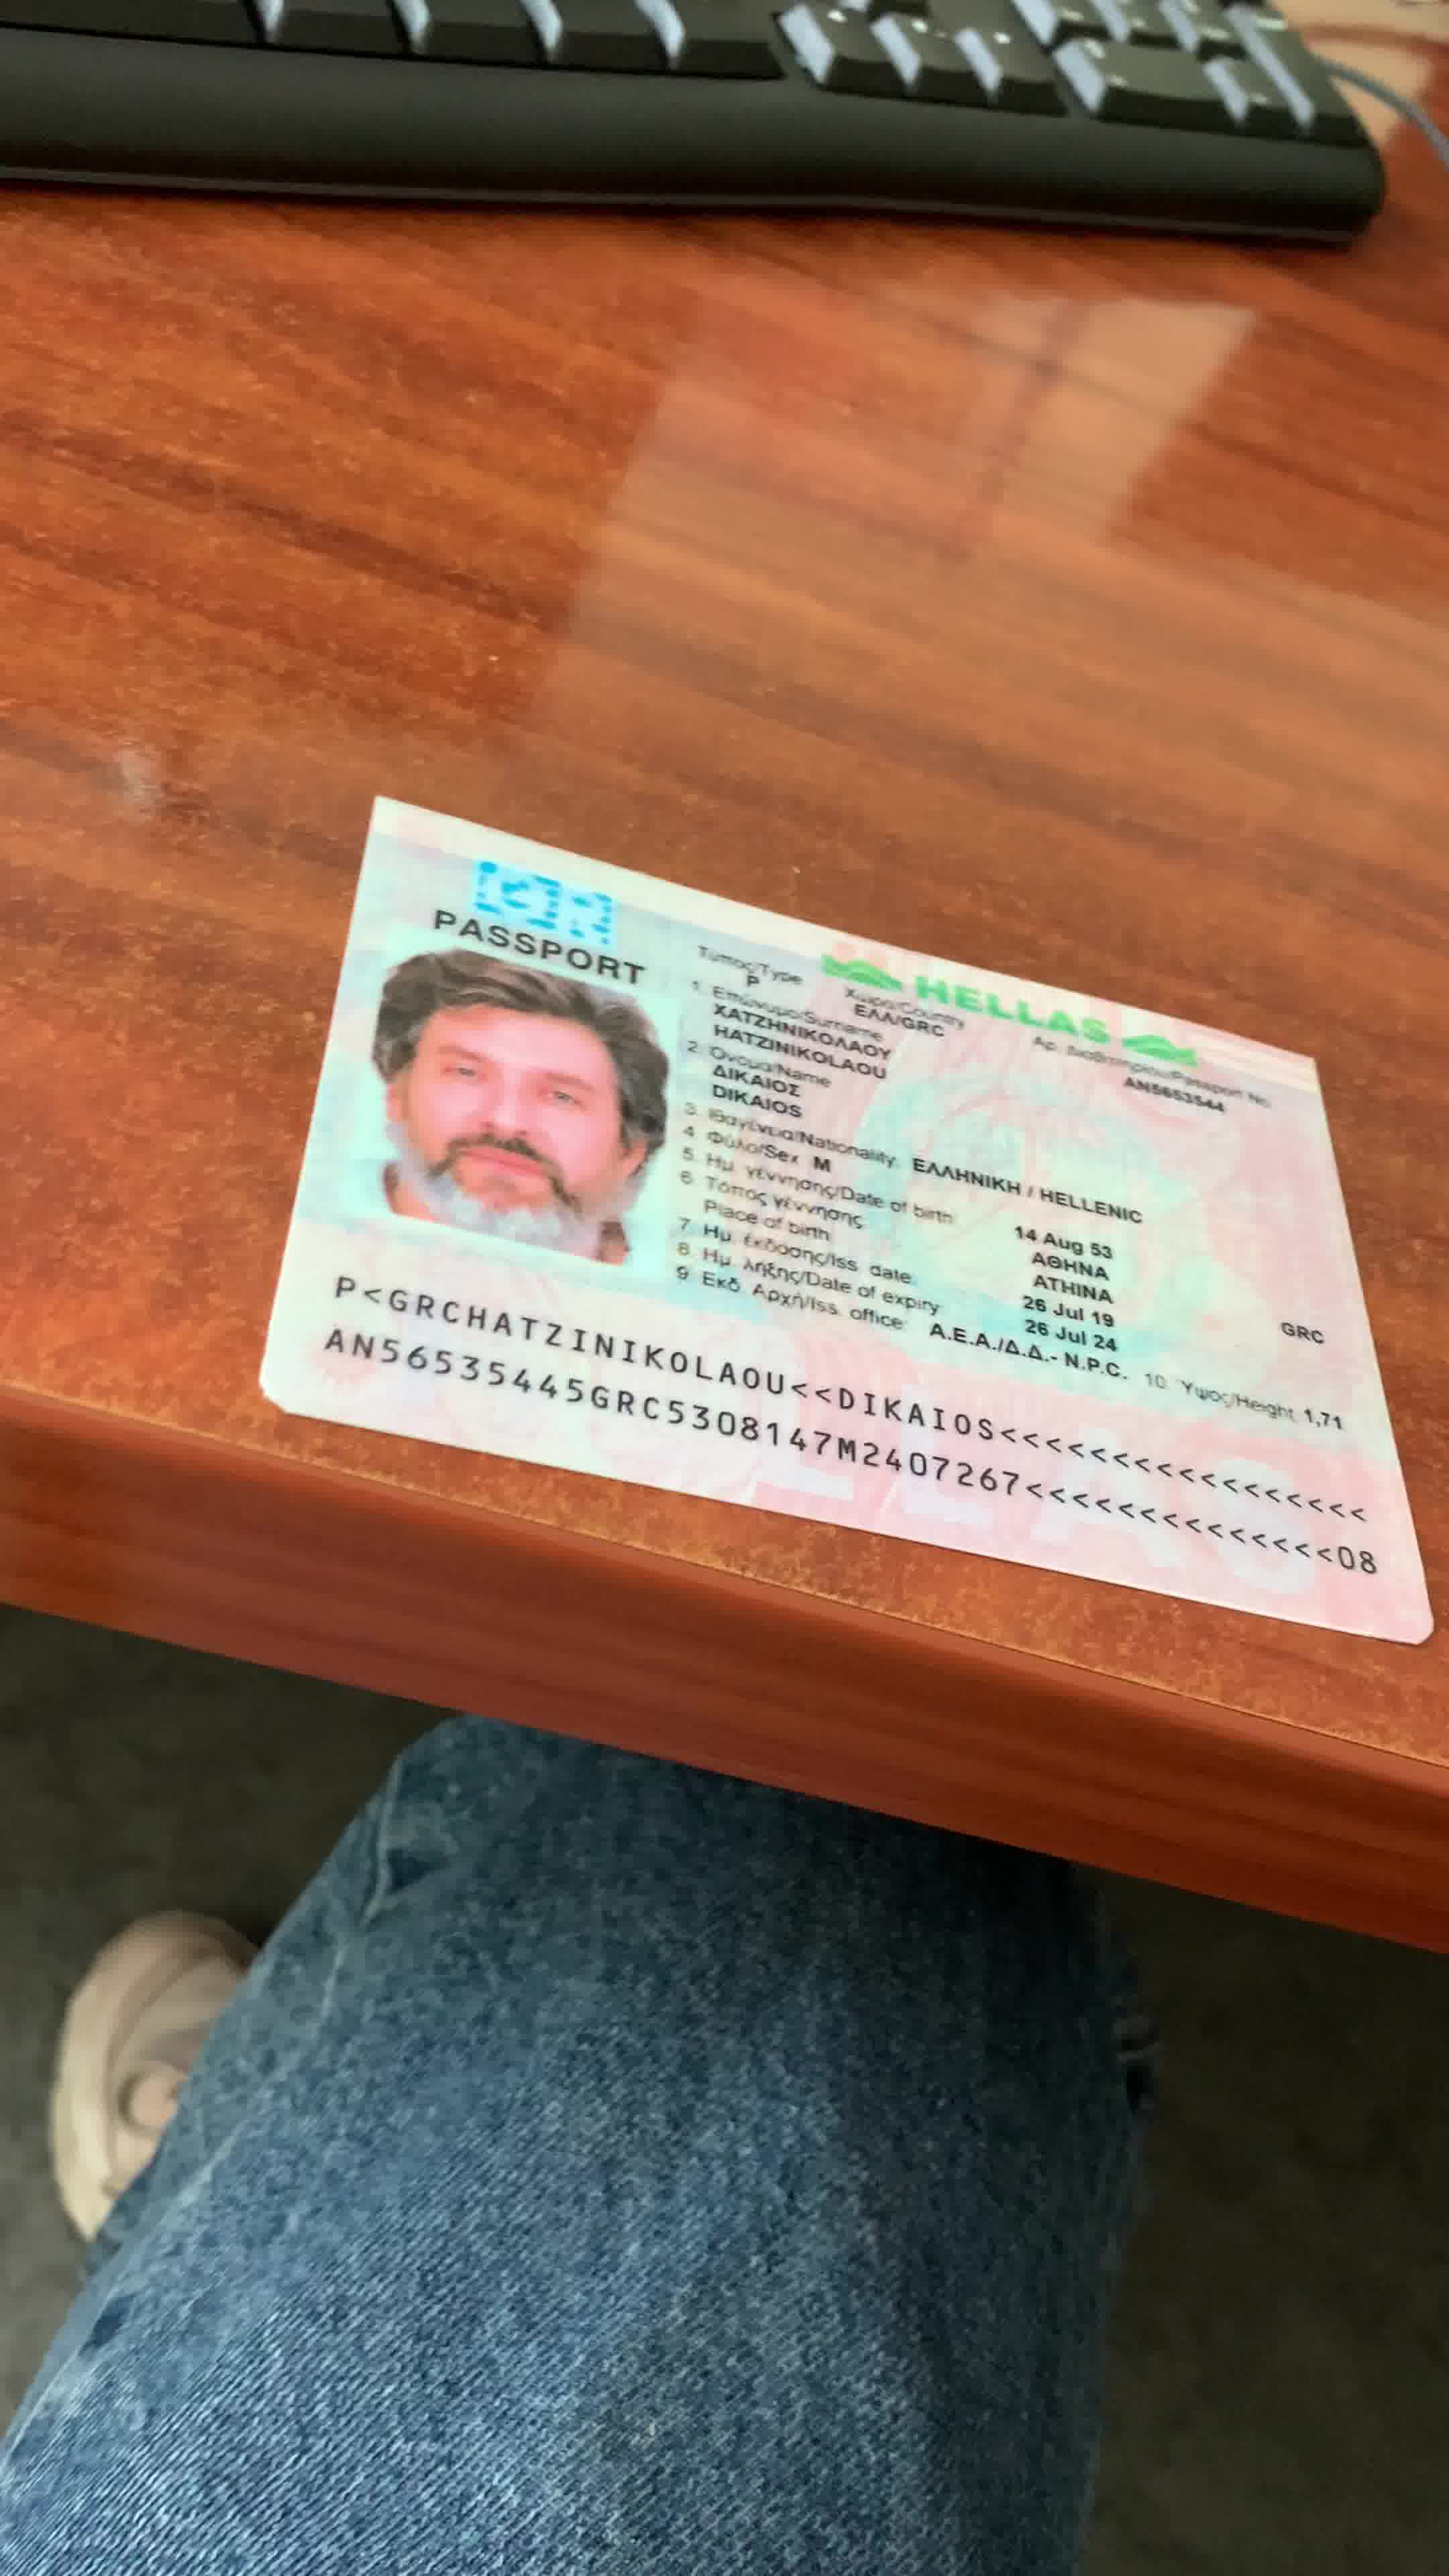 PASSPORT
Τύπος/Type
P
Χώρα/Country
ΕΛΛ/GRC
HELLAS
Αρ. διαβατηρίου/Passport No
AN5653544
1. Επώνυμο/Surname
ΧΑΤΖΗΝΙΚΟΛΑΟΥ
HATZINIKOLAOU
2. Όνομα/Name
ΔΙΚΑΙΟΣ
DIKAIOS
3. Ιθαγένεια/Nationality ΕΛΛΗΝΙΚΗ / HELLENIC
4. Φύλο/Sex M
5. Ημ. γέννησης/Date of birth 14 Aug 53
6. Τόπος γέννησης ΑΘΗΝΑ
Place of birth ATHINA GRC
7. Ημ. έκδοσης/Iss. date 26 Jul 19
8. Ημ. λήξης/Date of expiry 26 Jul 24
9. Εκδ. Αρχή/Iss. office: Α.Ε.Α./Δ.Δ.- N.P.C. 10. Ύψος/Height 1,71
P<GRCHATZINIKOLAOU<<DIKAIOS<<<<<<<<<<<<<<<<<
AN56535445GRC5308147M2407267<<<<<<<<<<<<<<08